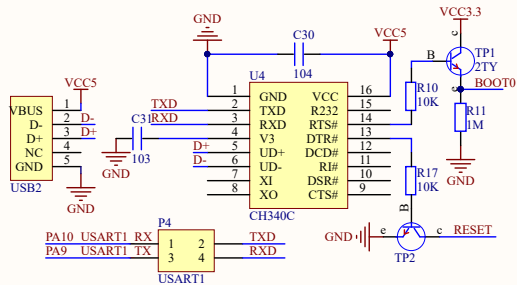 GND
C30
104
VCC5
VCC3.3
c
B
TP1
2TY
c
BOOT0
R10
10K
R11
1M
GND
U4
1 GND VCC 16
TXD 2 TXD R232 15
RXD 3 RXD RTS# 14
4 V3 DTR# 13
D+ 5 UD+ DCD# 12
D- 6 UD- RI# 11
7 XI DSR# 10
8 XO CTS# 9
CH340C
C31
103
GND
VCC5
VBUS 1
D- 2 D-
D+ 3 D+
NC 4
GND 5
USB2
GND
R17
10K
B
GND e c RESET
TP2
P4
PA10 USART1 RX 1 2 TXD
PA9 USART1 TX 3 4 RXD
USART1